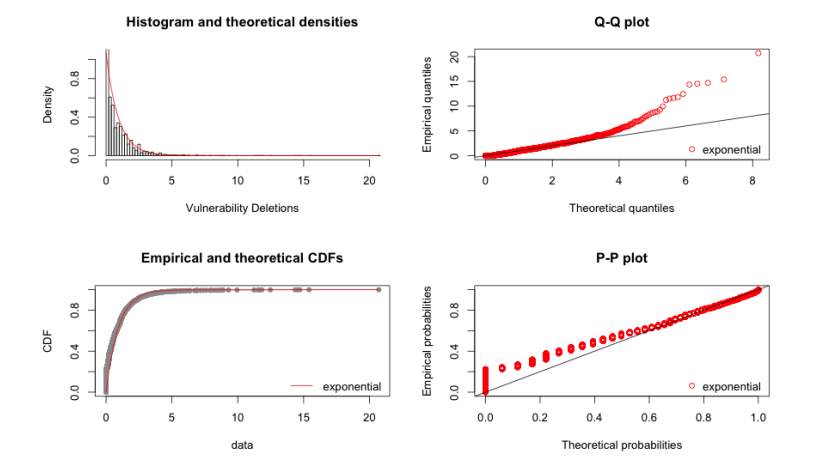 Histogram and theoretical densities
Density
0.0 0.4 0.8
0 5 10 15 20
Vulnerability Deletions
Q-Q plot
Empirical quantiles
0 5 10 15 20
exponential
0 2 4 6 8
Theoretical quantiles
Empirical and theoretical CDFs
CDF
0.0 0.4 0.8
exponential
0 5 10 15 20
data
P-P plot
Empirical probabilities
0.0 0.4 0.8
exponential
0.0 0.2 0.4 0.6 0.8 1.0
Theoretical probabilities